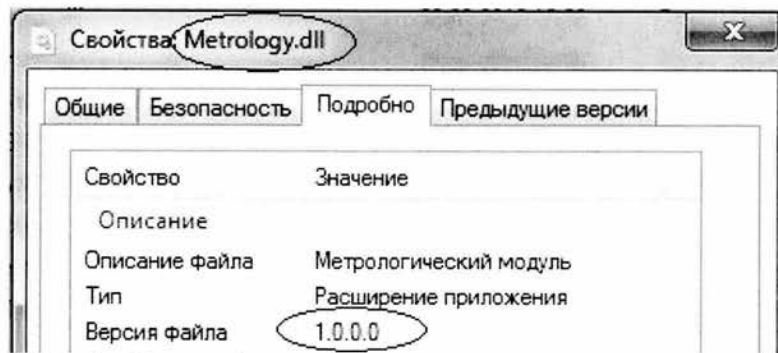 Свойства: Metrology.dll
Общие Безопасность Подробно Предыдущие версии
Свойство Значение
Описание
Описание файла Метрологический модуль
Тип Расширение приложения
Версия файла 1.0.0.0